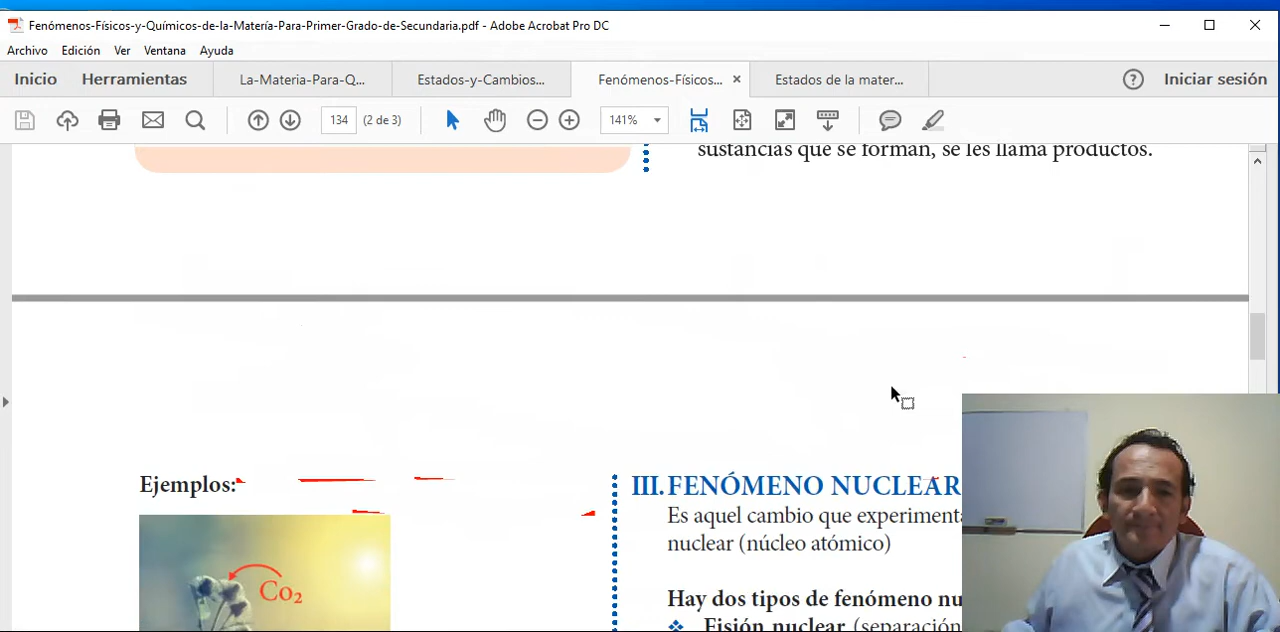 Fenómenos-Físicos-y-Químicos-de-la-Matería-Para-Primer-Grado-de-Secundaria.pdf - Adobe Acrobat Pro DC
Archivo Edición Ver Ventana Ayuda
Inicio Herramientas La-Materia-Para-Q... Estados-y-Cambios... Fenómenos-Físicos... × Estados de la mater... ? Iniciar sesión
134 (2 de 3) 141%
sustancias que se forman, se les llama productos.
Ejemplos:
Co₂
III. FENÓMENO NUCLEAR
Es aquel cambio que experimenta
nuclear (núcleo atómico)
Hay dos tipos de fenómeno nu
❖ Fisión nuclear (separación